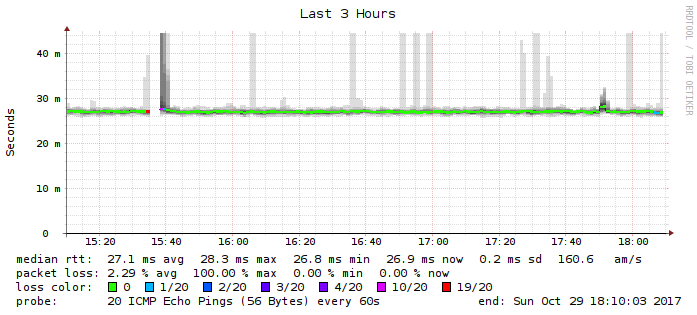 Last 3 Hours
RRDTOOL / TOBI OETIKER
Seconds
40 m
30 m
20 m
10 m
0
15:20 15:40 16:00 16:20 16:40 17:00 17:20 17:40 18:00
median rtt: 27.1 ms avg 28.3 ms max 26.8 ms min 26.9 ms now 0.2 ms sd 160.6 am/s
packet loss: 2.29 % avg 100.00 % max 0.00 % min 0.00 % now
loss color: 0 1/20 2/20 3/20 4/20 10/20 19/20
probe: 20 ICMP Echo Pings (56 Bytes) every 60s end: Sun Oct 29 18:10:03 2017